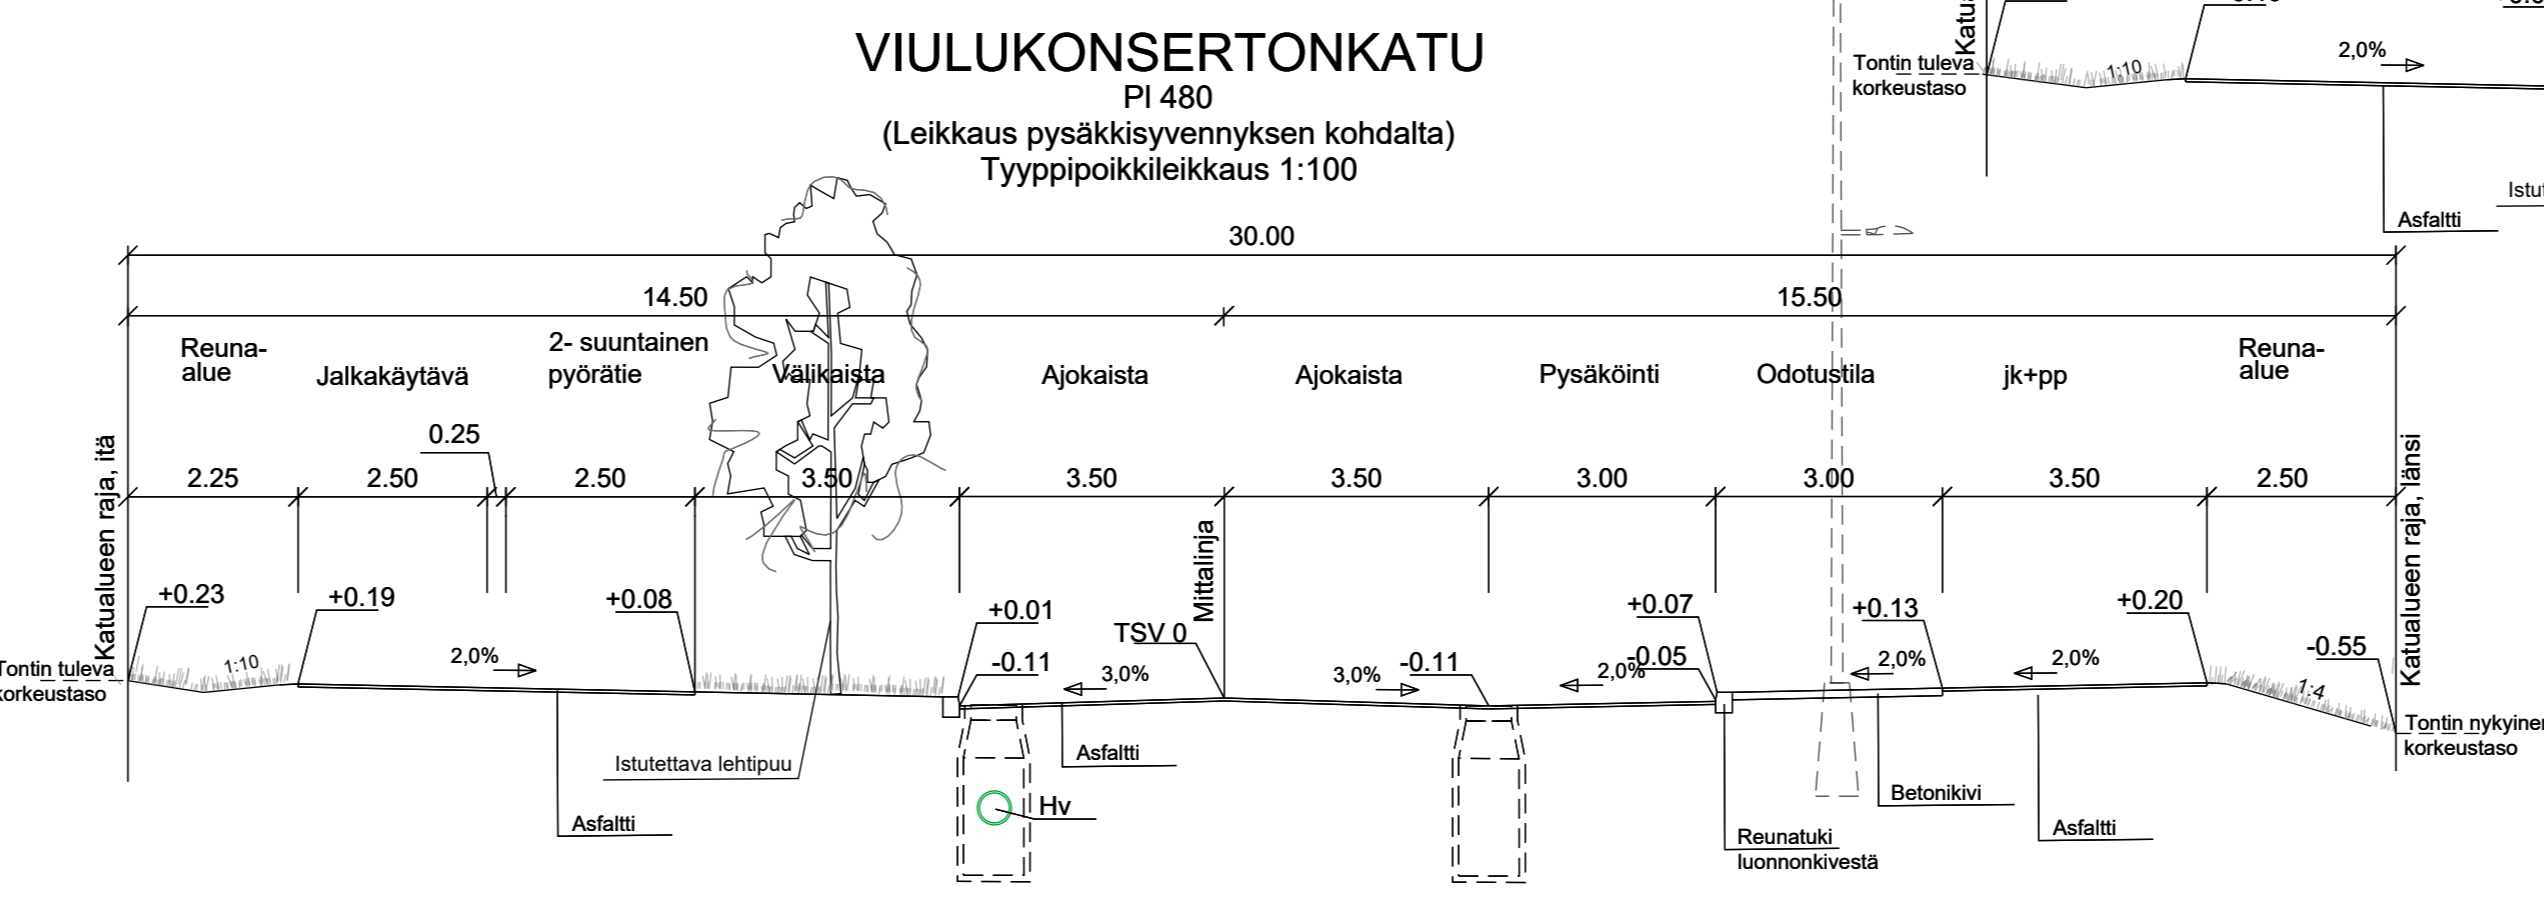 VIULUKONSERTONKATU
Pl 480
(Leikkaus pysäkkisyvennyksen kohdalta)
Tyyppipoikkileikkaus 1:100
Tontin tuleva
korkeustaso
1:10
2,0%
Asfaltti
30.00
14.50
15.50
Reuna-
alue
Jalkakäytävä
2- suuntainen
pyörätie
Välikaista
Ajokaista
Ajokaista
Pysäköinti
Odotustila
jk+pp
Reuna-
alue
0.25
2.25
2.50
2.50
3.50
3.50
3.50
3.00
3.00
3.50
2.50
Katualueen raja, itä
Mittalinja
Katualueen raja, länsi
+0.23
+0.19
+0.08
+0.01
-0.11
TSV 0
-0.11
+0.07
-0.05
+0.13
+0.20
-0.55
Tontin tuleva
korkeustaso
1:10
2,0%
3,0%
3,0%
2,0%
2,0%
2,0%
1:4
Tontin nykyinen
korkeustaso
Istutettava lehtipuu
Asfaltti
Asfaltti
Hv
Reunatuki
luonnonkivestä
Betonikivi
Asfaltti